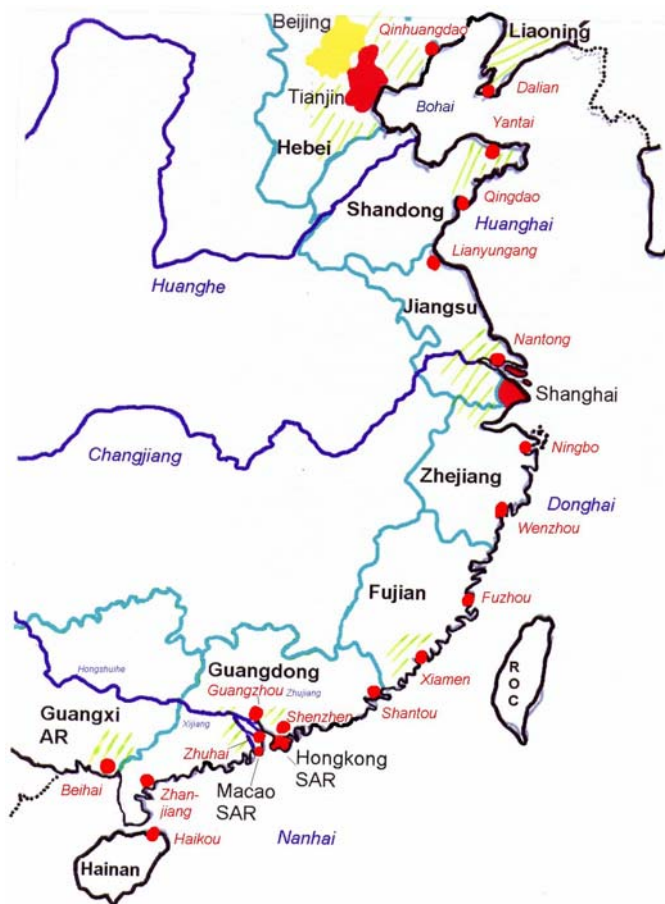 Beijing
Qinhuangdao
Liaoning
Tianjin
Bohai
Dalian
Yantai
Hebei
Qingdao
Shandong
Huanghai
Lianyungang
Huanghe
Jiangsu
Nantong
Shanghai
Changjiang
Ningbo
Zhejiang
Donghai
Wenzhou
Fujian
Fuzhou
ROC
Hongshuihe
Guangdong
Xiamen
Guangzhou
Zhujiang
Shantou
Guangxi
AR
Xijiang
Shenzhen
Zhuhai
Hongkong
SAR
Beihai
Zhan-
jiang
Macao
SAR
Haikou
Nanhai
Hainan